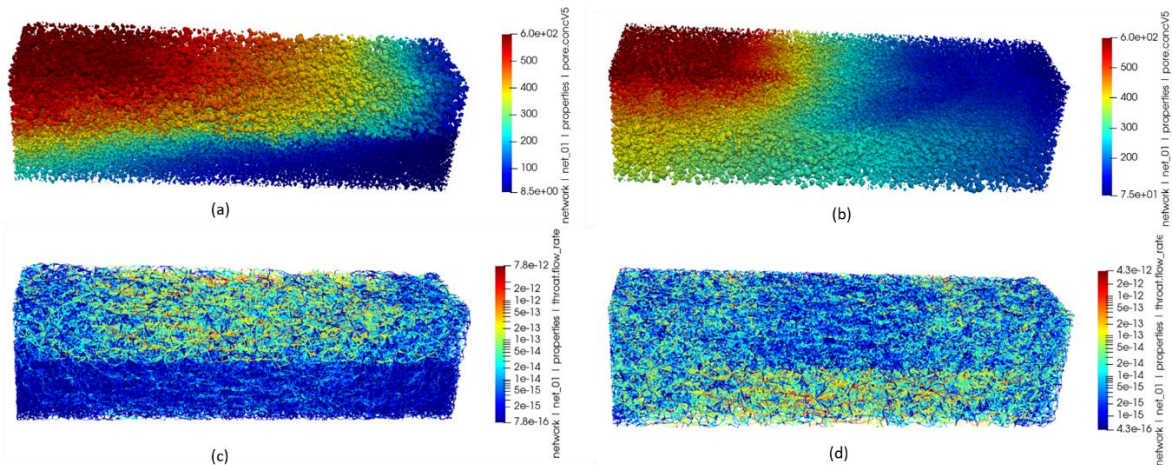 6.0e+02
500
400
300
200
100
8.5e+00
network | net_01 | properties | pore.concV5
(a)
6.0e+02
500
400
300
200
7.5e+01
network | net_01 | properties | pore.concV5
(b)
7.8e-12
2e-12
1e-12
5e-13
2e-13
1e-13
5e-14
2e-14
1e-14
5e-15
2e-15
7.8e-16
network | net_01 | properties | throat.flow_rate
(c)
4.3e-12
2e-12
1e-12
5e-13
2e-13
1e-13
5e-14
2e-14
1e-14
5e-15
2e-15
1e-15
4.3e-16
network | net_01 | properties | throat.flow_rate
(d)